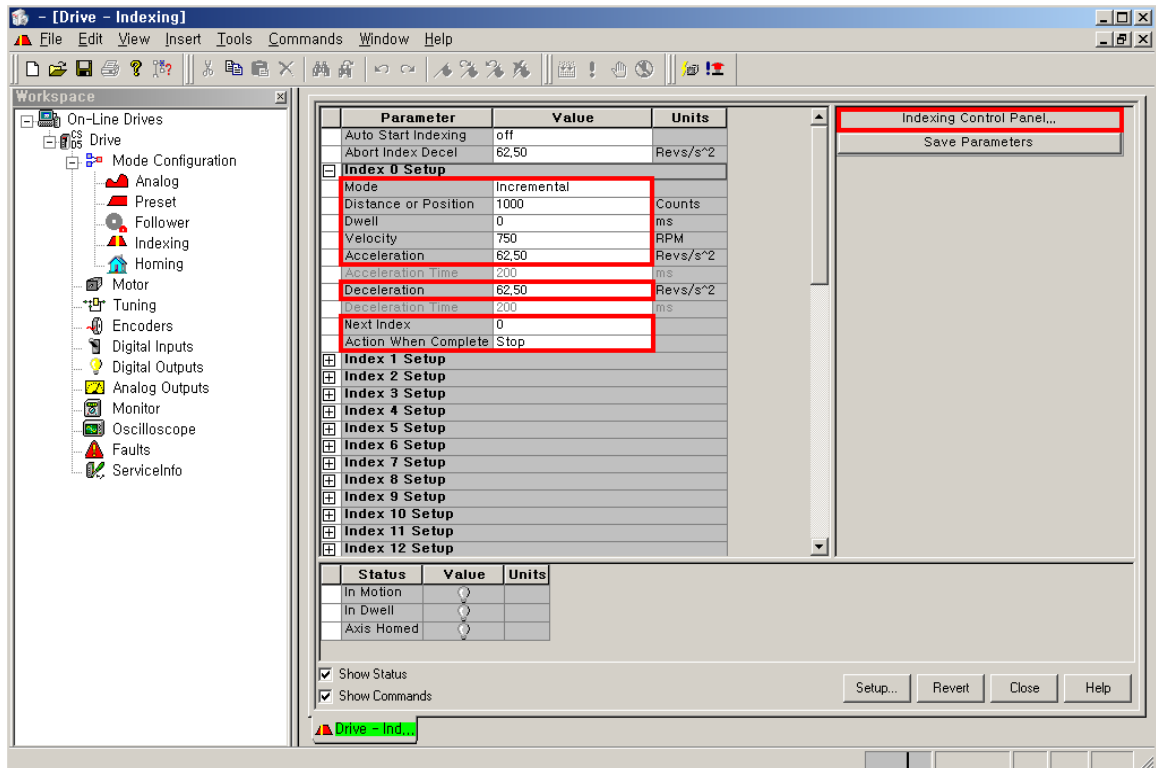 - [Drive - Indexing]
File Edit View Insert Tools Commands Window Help
Workspace
On-Line Drives
CS
DS
Drive
Mode Configuration
Analog
Preset
Follower
Indexing
Homing
Motor
Tuning
Encoders
Digital Inputs
Digital Outputs
Analog Outputs
Monitor
Oscilloscope
Faults
ServiceInfo
Parameter Value Units
Auto Start Indexing off
Abort Index Decel 62,50 Revs/s^2
Index 0 Setup
Mode Incremental
Distance or Position 1000 Counts
Dwell 0 ms
Velocity 750 RPM
Acceleration 62,50 Revs/s^2
Acceleration Time 200 ms
Deceleration 62,50 Revs/s^2
Deceleration Time 200 ms
Next Index 0
Action When Complete Stop
Index 1 Setup
Index 2 Setup
Index 3 Setup
Index 4 Setup
Index 5 Setup
Index 6 Setup
Index 7 Setup
Index 8 Setup
Index 9 Setup
Index 10 Setup
Index 11 Setup
Index 12 Setup
Indexing Control Panel,,,
Save Parameters
Status Value Units
In Motion
In Dwell
Axis Homed
Show Status
Show Commands
Setup... Revert Close Help
Drive - Ind,,,